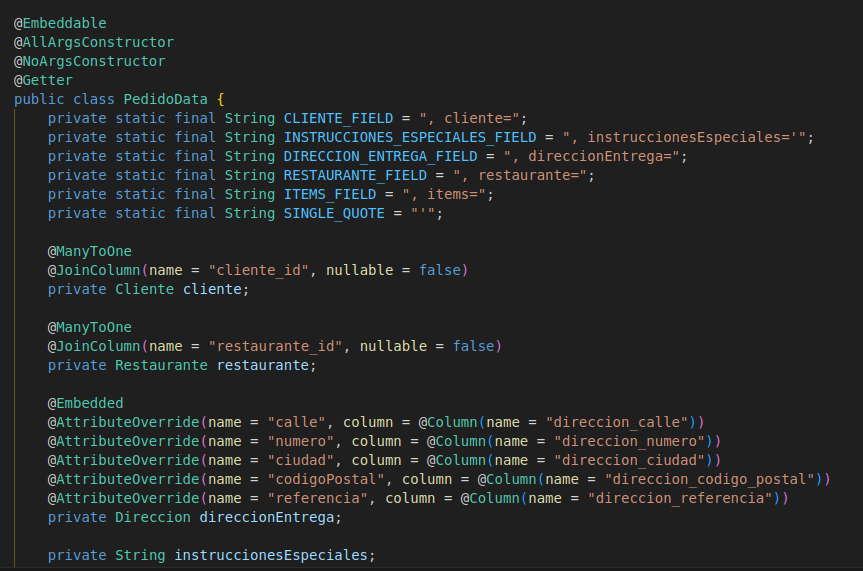 @Embeddable
@AllArgsConstructor
@NoArgsConstructor
@Getter
public class PedidoData {
    private static final String CLIENTE_FIELD = ", cliente=";
    private static final String INSTRUCCIONES_ESPECIALES_FIELD = ", instruccionesEspeciales='";
    private static final String DIRECCION_ENTREGA_FIELD = ", direccionEntrega=";
    private static final String RESTAURANTE_FIELD = ", restaurante=";
    private static final String ITEMS_FIELD = ", items=";
    private static final String SINGLE_QUOTE = "'";

    @ManyToOne
    @JoinColumn(name = "cliente_id", nullable = false)
    private Cliente cliente;

    @ManyToOne
    @JoinColumn(name = "restaurante_id", nullable = false)
    private Restaurante restaurante;

    @Embedded
    @AttributeOverride(name = "calle", column = @Column(name = "direccion_calle"))
    @AttributeOverride(name = "numero", column = @Column(name = "direccion_numero"))
    @AttributeOverride(name = "ciudad", column = @Column(name = "direccion_ciudad"))
    @AttributeOverride(name = "codigoPostal", column = @Column(name = "direccion_codigo_postal"))
    @AttributeOverride(name = "referencia", column = @Column(name = "direccion_referencia"))
    private Direccion direccionEntrega;

    private String instruccionesEspeciales;